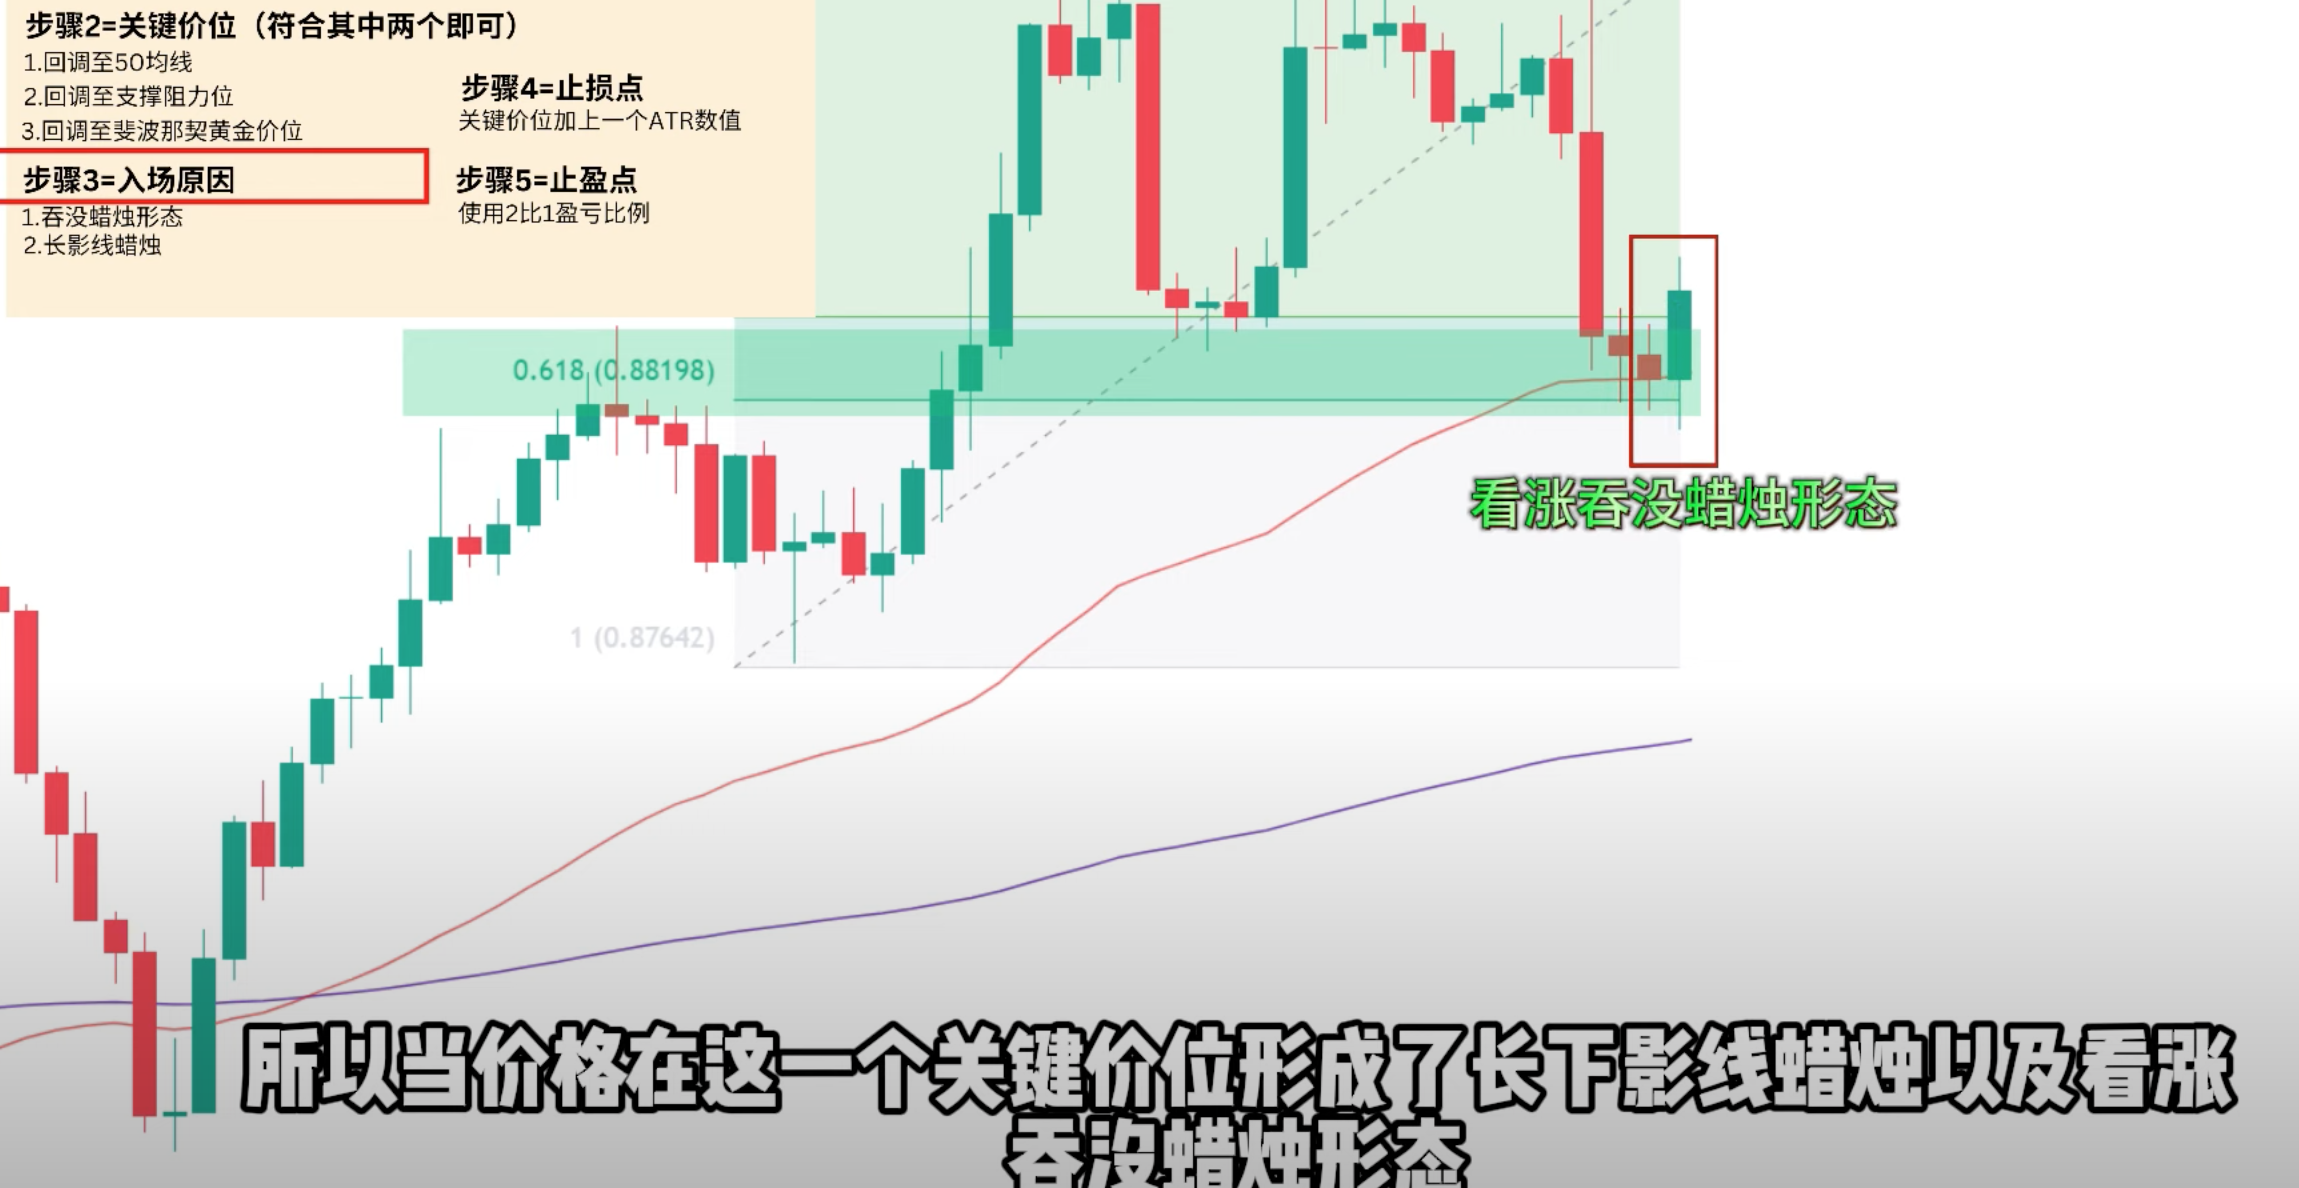 步骤2=关键价位（符合其中两个即可）
1.回调至50均线
2.回调至支撑阻力位
3.回调至斐波那契黄金价位
步骤3=入场原因
1.吞没蜡烛形态
2.长影线蜡烛
步骤4=止损点
关键价位加上一个ATR数值
步骤5=止盈点
使用2比1盈亏比例
0.618 (0.88198)
看涨吞没蜡烛形态
1 (0.87642)
所以当价格在这一个关键价位形成了长下影线蜡烛以及看涨
吞没蜡烛形态